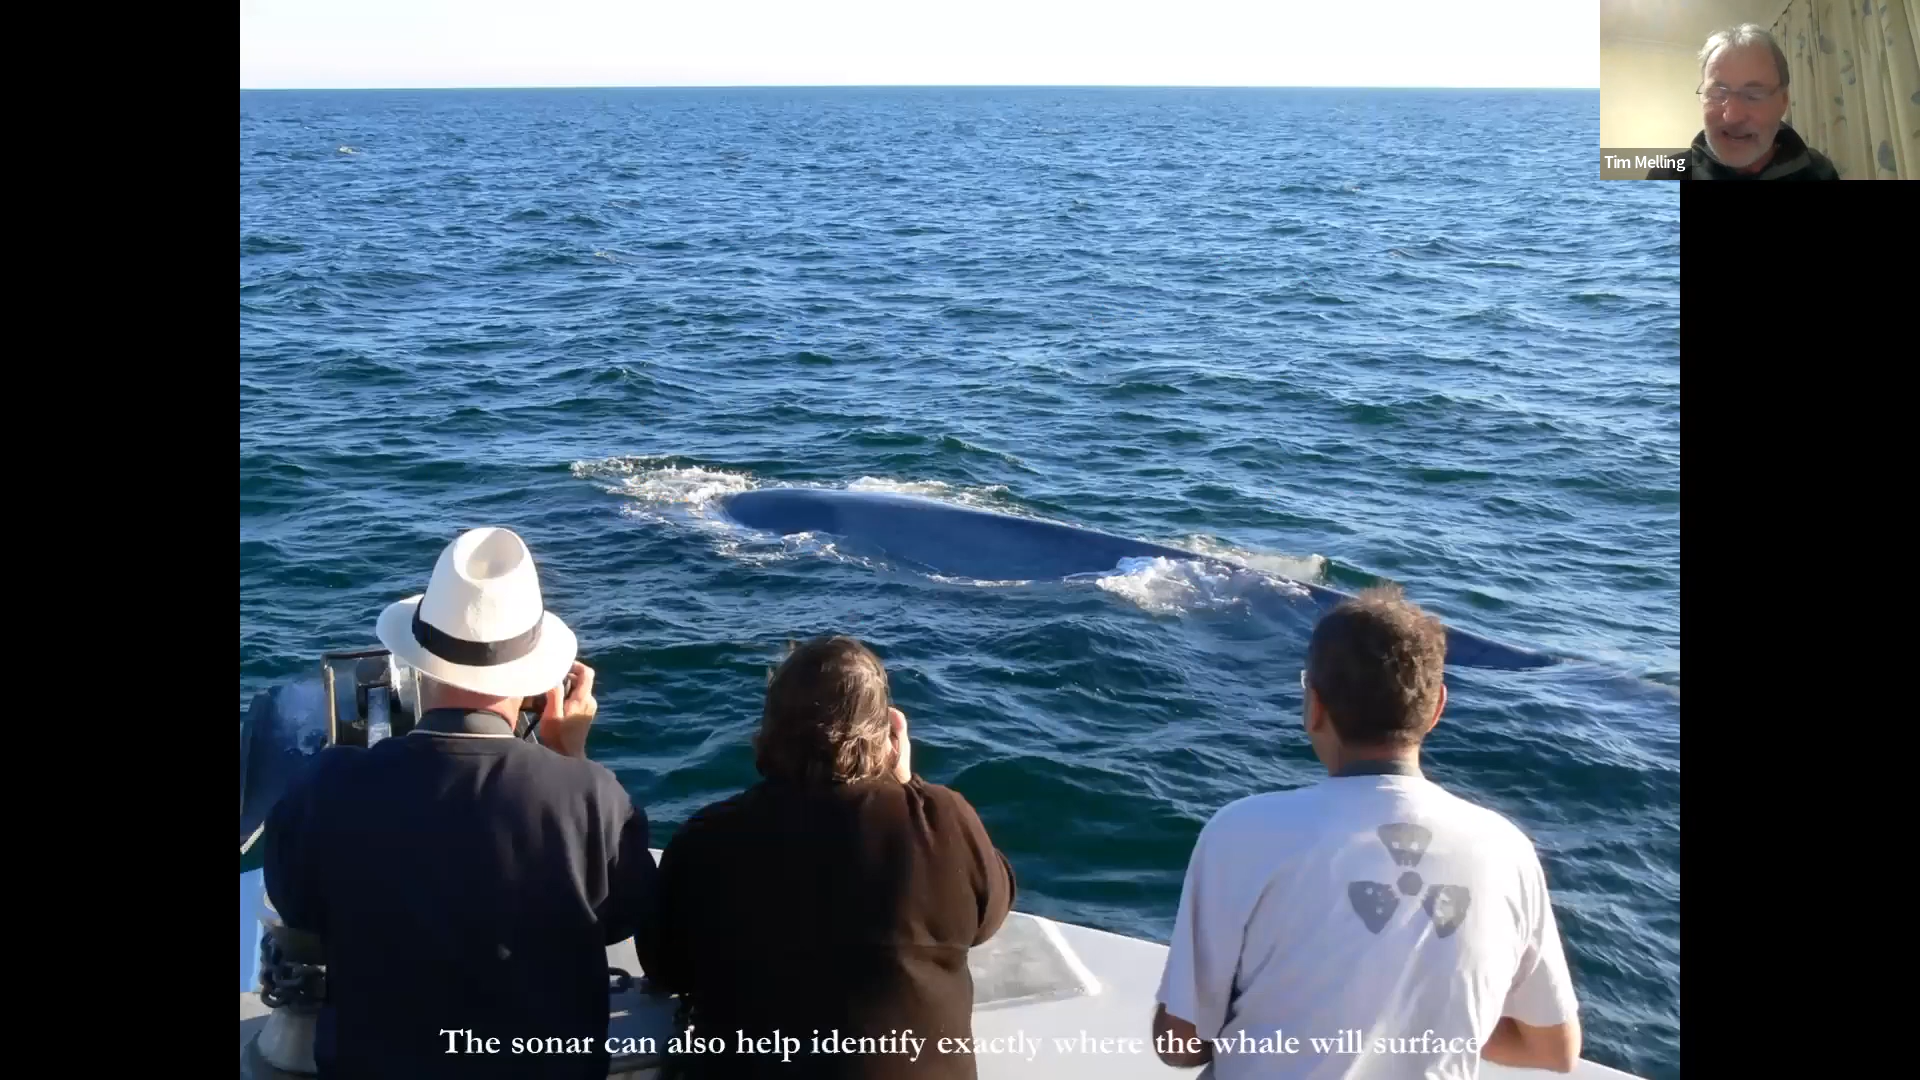 Tim Melling
The sonar can also help identify exactly where the whale will surface